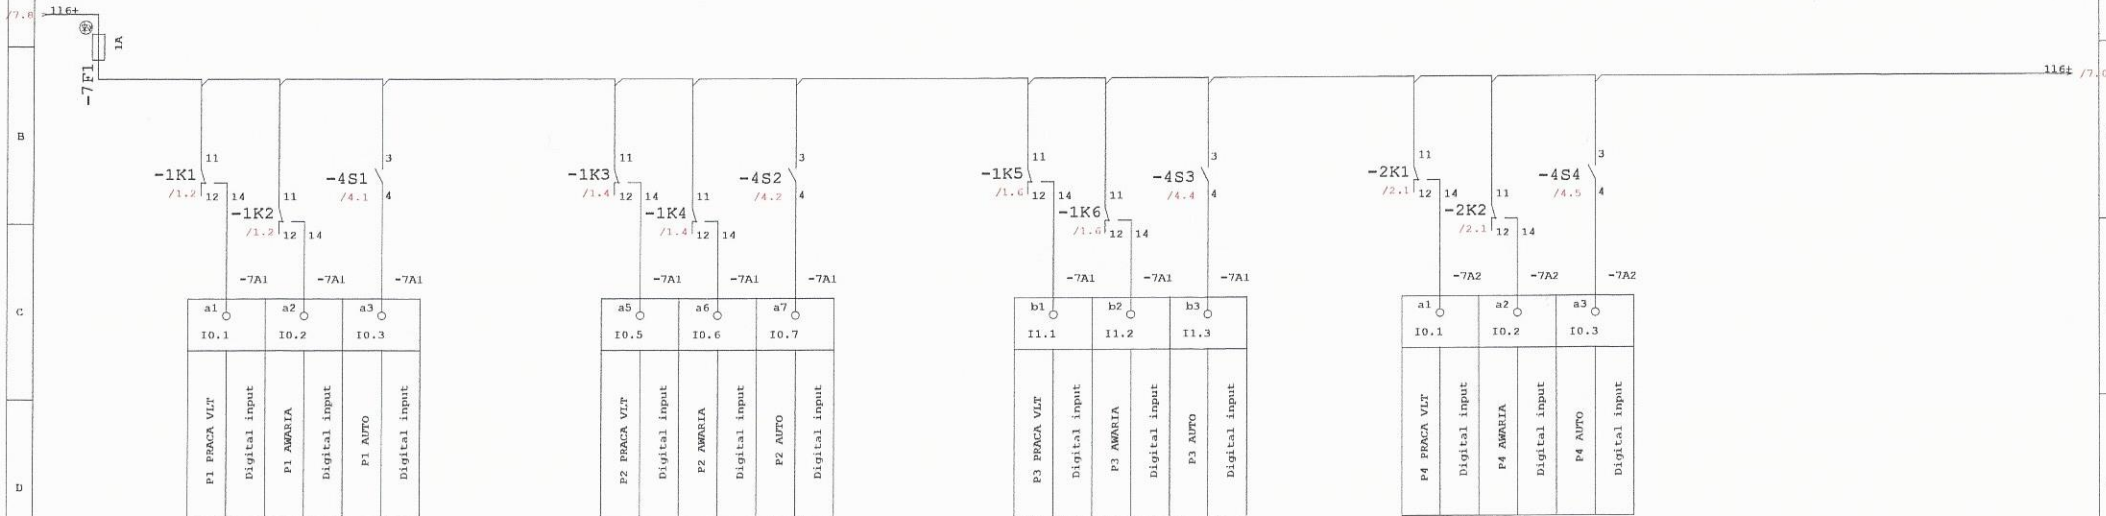 /7.8 116+
1A
-7F1
116+ /7.0
B
-1K1 /1.2 11 12 14
-1K2 /1.2 11 12 14
-4S1 /4.1 3 4
-1K3 /1.4 11 12 14
-1K4 /1.4 11 12 14
-4S2 /4.2 3 4
-1K5 /1.6 11 12 14
-1K6 /1.6 11 12 14
-4S3 /4.4 3 4
-2K1 /2.1 11 12 14
-2K2 /2.1 11 12 14
-4S4 /4.5 3 4
-7A1 -7A1 -7A1 -7A1 -7A1 -7A1 -7A1 -7A1 -7A1 -7A2 -7A2 -7A2
C
a1 a2 a3 a5 a6 a7 b1 b2 b3 a1 a2 a3
I0.1 I0.2 I0.3 I0.5 I0.6 I0.7 I1.1 I1.2 I1.3 I0.1 I0.2 I0.3
D
P1 PRACA VLT
Digital input
P1 AWARIA
Digital input
P1 AUTO
Digital input
P2 PRACA VLT
Digital input
P2 AWARIA
Digital input
P2 AUTO
Digital input
P3 PRACA VLT
Digital input
P3 AWARIA
Digital input
P3 AUTO
Digital input
P4 PRACA VLT
Digital input
P4 AWARIA
Digital input
P4 AUTO
Digital input